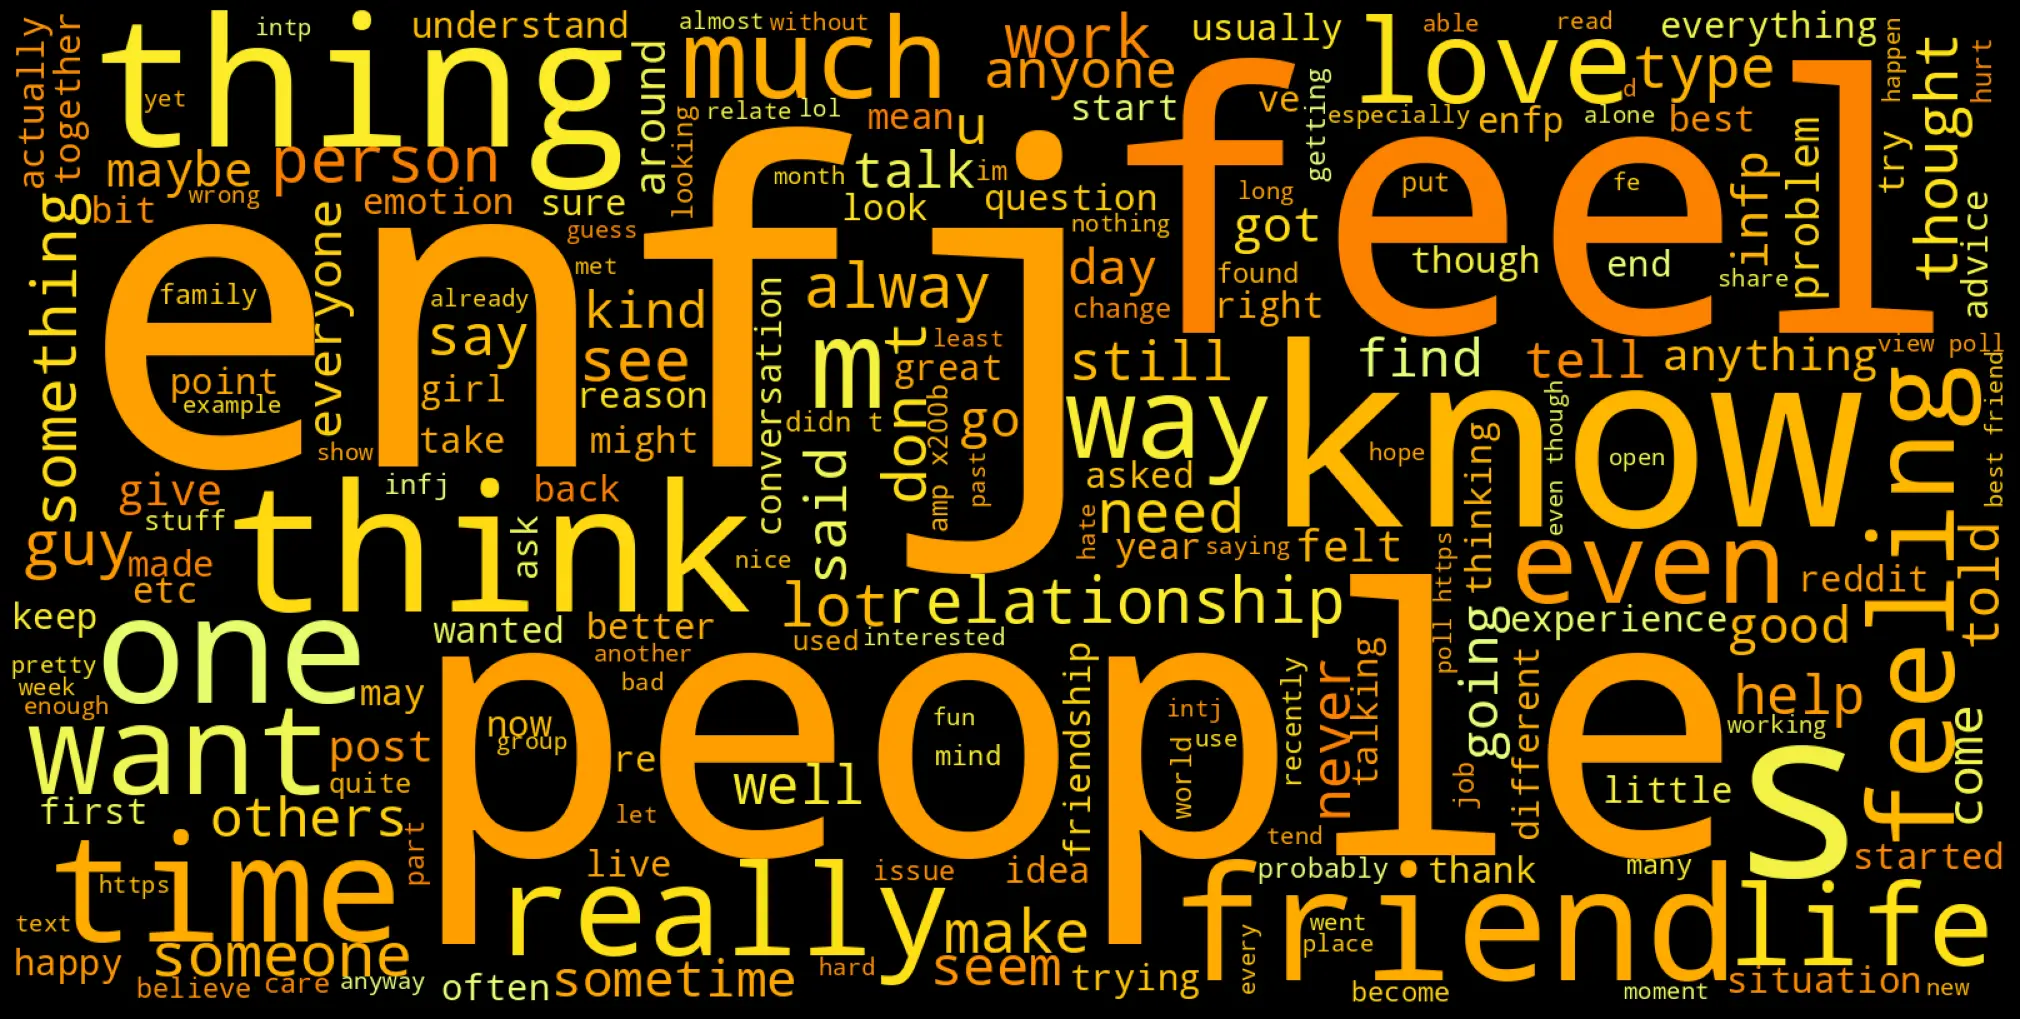 actually
together
intp
thing
yet
understand
around
almost
without
much
work
anyone
usually
able
read
everything
love
type
happen
hurt
thought
looking
relate
lol
mean
u
start
ve
getting
d
especially
enfp
alone
best
maybe
person
wrong
bit
emotion
sure
guess
month
talk
im
look
question
long
nothing
got
feel
put
fe
infp
problem
try
advice
something
everyone
enfj
family
met
already
kind
say
see
point
example
girl
reason
take
might
show
conversation
alway
m
didn t
dont
least
great
amp x200b
go
past
day
change
found
right
though
end
share
still
find
tell
anything
view poll
way
know
hope
even though
open
thinking
feeling
best friend
asked
need
hate
year
saying
felt
https
give
infj
back
stuff
think
ask
nice
said
guy
made
etc
keep
one
pretty
week
enough
may
want
wanted
better
another
bad
lot
relationship
used
interested
even
reddit
told
experience
good
poll
going
people
now
group
fun
mind
intj
use
world
friendship
recently
never
talking
job
different
help
working
come
post
quite
re
well
little
s
first
others
let
part
tend
time
https
live
issue
idea
probably
thank
many
started
text
really
make
friend
life
went
place
every
happy
someone
believe
care
anyway
often
sometime
hard
seem
trying
become
moment
situation
new